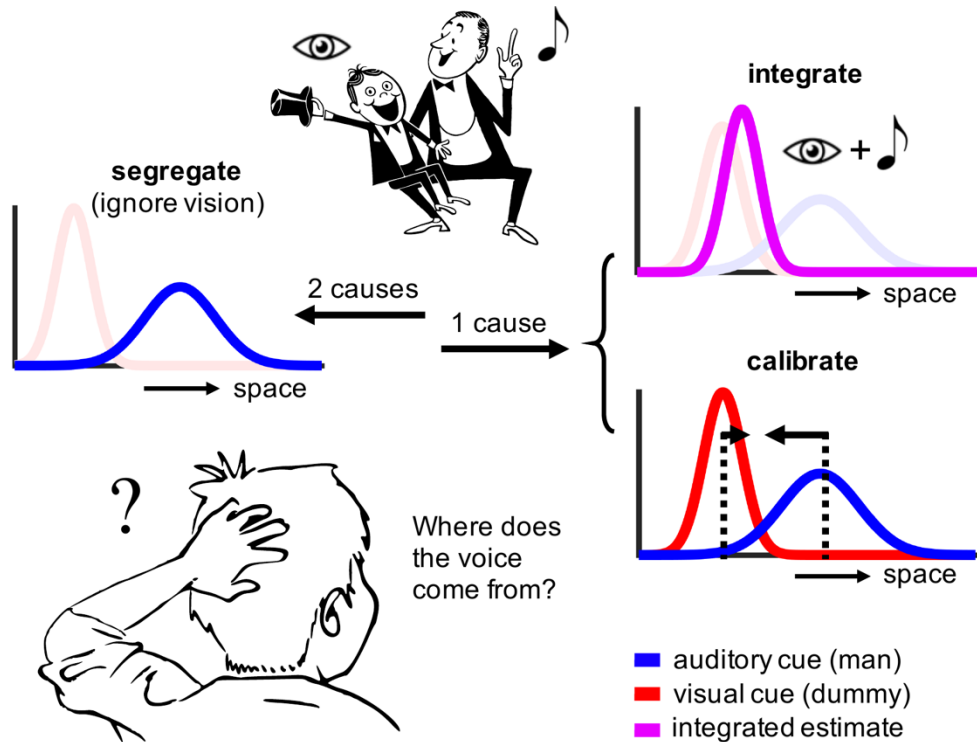 integrate
+
segregate
(ignore vision)
space
2 causes
1 cause
space
calibrate
?
Where does
the voice
come from?
space
auditory cue (man)
visual cue (dummy)
integrated estimate